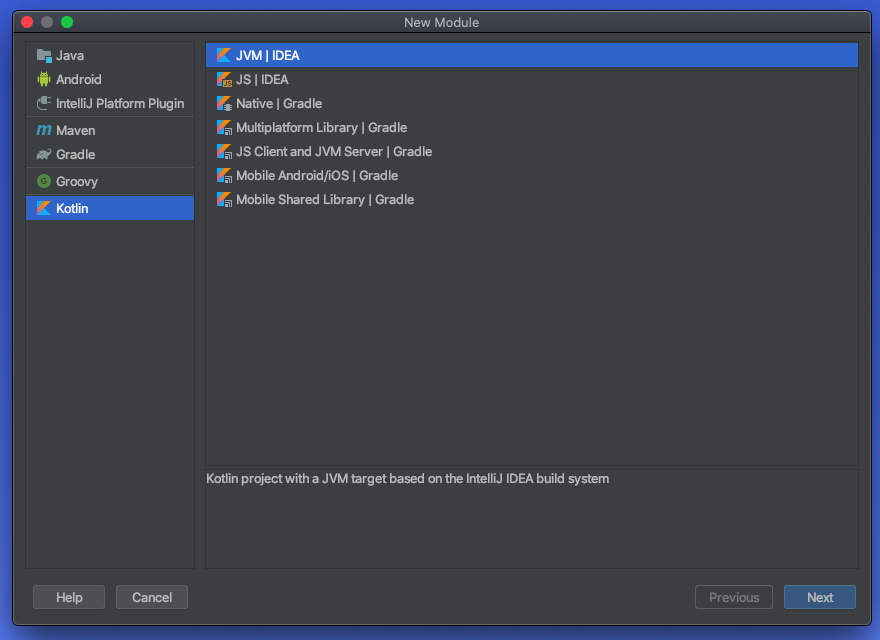 New Module
Java
Android
IntelliJ Platform Plugin
Maven
Gradle
Groovy
Kotlin
JVM | IDEA
JS | IDEA
Native | Gradle
Multiplatform Library | Gradle
JS Client and JVM Server | Gradle
Mobile Android/iOS | Gradle
Mobile Shared Library | Gradle
Kotlin project with a JVM target based on the IntelliJ IDEA build system
Help
Cancel
Previous
Next